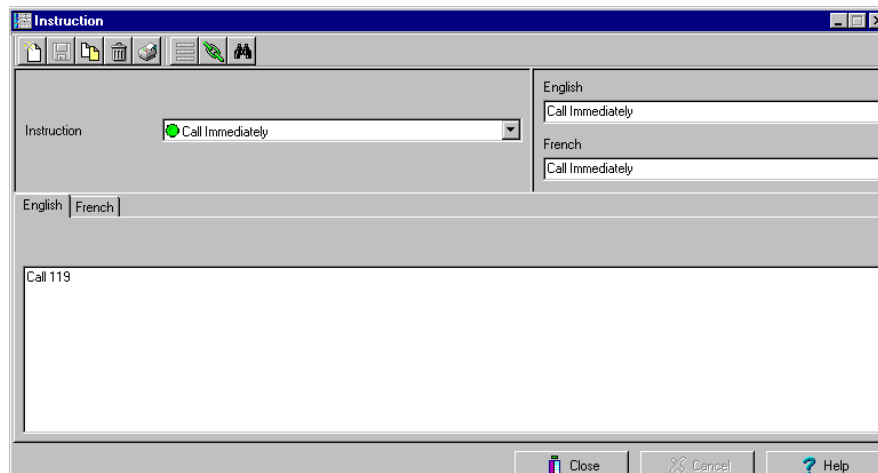 Instruction
English
Call Immediately
Instruction
Call Immediately
French
Call Immediately
English
French
Call 119
Close
Cancel
Help